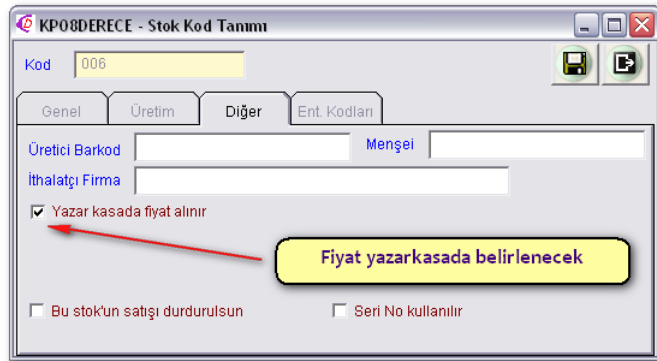 KP08DERECE - Stok Kod Tanımı
Kod 006
Genel Üretim Diğer Ent. Kodları
Üretici Barkod Menşei
İthalatçı Firma
Yazar kasada fiyat alınır
Fiyat yazarkasada belirlenecek
Bu stok'un satışı durdurulsun Seri No kullanılır